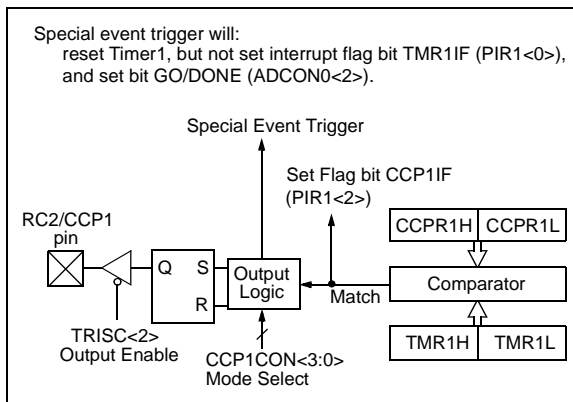 Special event trigger will:
reset Timer1, but not set interrupt flag bit TMR1IF (PIR1<0>),
and set bit GO/DONE (ADCON0<2>).
Special Event Trigger
Set Flag bit CCP1IF
(PIR1<2>)
RC2/CCP1
pin
CCPR1H CCPR1L
Q S
R
Output
Logic
Match
Comparator
TRISC<2>
Output Enable
CCP1CON<3:0>
Mode Select
TMR1H TMR1L